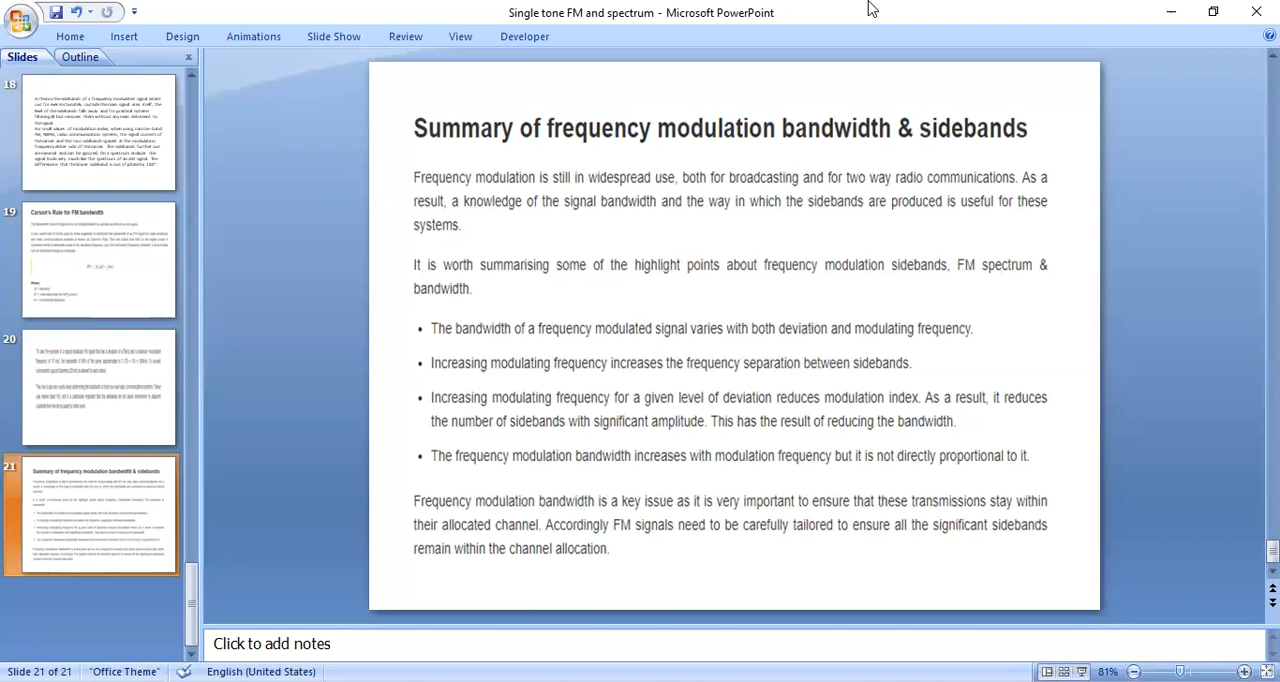 Single tone FM and spectrum - Microsoft PowerPoint
Home Insert Design Animations Slide Show Review View Developer
Slides Outline x
18
19
Carson's Rule for FM bandwidth
20
21
Summary of frequency modulation bandwidth & sidebands
Summary of frequency modulation bandwidth & sidebands
Frequency modulation is still in widespread use, both for broadcasting and for two way radio communications. As a
result, a knowledge of the signal bandwidth and the way in which the sidebands are produced is useful for these
systems.
It is worth summarising some of the highlight points about frequency modulation sidebands, FM spectrum &
bandwidth.
• The bandwidth of a frequency modulated signal varies with both deviation and modulating frequency.
• Increasing modulating frequency increases the frequency separation between sidebands.
• Increasing modulating frequency for a given level of deviation reduces modulation index. As a result, it reduces
the number of sidebands with significant amplitude. This has the result of reducing the bandwidth.
• The frequency modulation bandwidth increases with modulation frequency but it is not directly proportional to it.
Frequency modulation bandwidth is a key issue as it is very important to ensure that these transmissions stay within
their allocated channel. Accordingly FM signals need to be carefully tailored to ensure all the significant sidebands
remain within the channel allocation.
Click to add notes
Slide 21 of 21 "Office Theme" English (United States) 81%